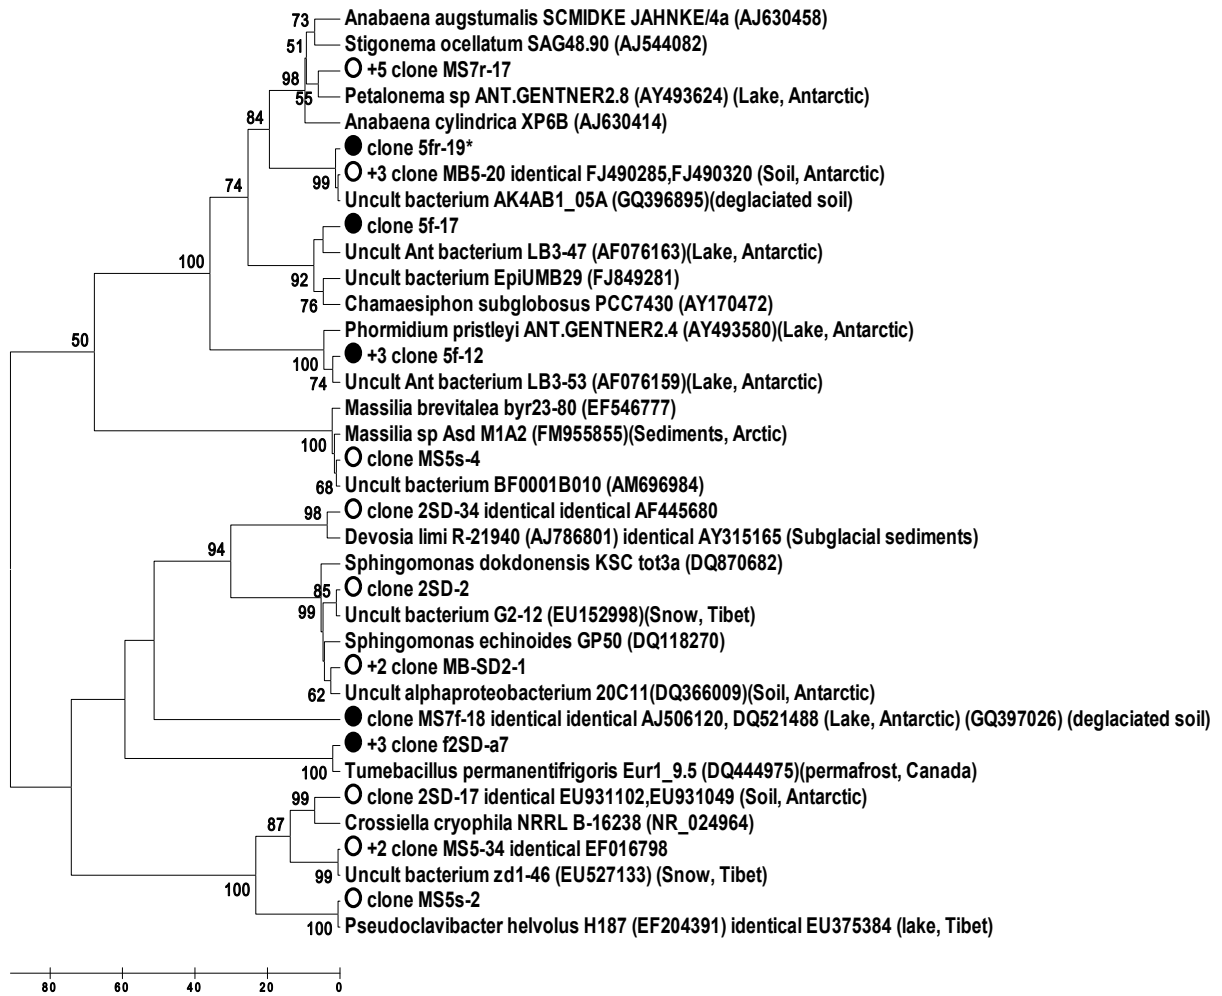 73 Anabaena augstumalis SCMIDKE JAHNKE/4a (AJ630458)
51 Stigonema ocellatum SAG48.90 (AJ544082)
+5 clone MS7r-17
98
55 Petalonema sp ANT.GENTNER2.8 (AY493624) (Lake, Antarctic)
84 Anabaena cylindrica XP6B (AJ630414)
clone 5fr-19*
+3 clone MB5-20 identical FJ490285,FJ490320 (Soil, Antarctic)
99
74 Uncult bacterium AK4AB1_05A (GQ396895)(deglaciated soil)
clone 5f-17
Uncult Ant bacterium LB3-47 (AF076163)(Lake, Antarctic)
100
92 Uncult bacterium EpiUMB29 (FJ849281)
76 Chamaesiphon subglobosus PCC7430 (AY170472)
Phormidium pristleyi ANT.GENTNER2.4 (AY493580)(Lake, Antarctic)
50
100 +3 clone 5f-12
74 Uncult Ant bacterium LB3-53 (AF076159)(Lake, Antarctic)
Massilia brevitalea byr23-80 (EF546777)
Massilia sp Asd M1A2 (FM955855)(Sediments, Arctic)
100
clone MS5s-4
68 Uncult bacterium BF0001B010 (AM696984)
98 clone 2SD-34 identical identical AF445680
Devosia limi R-21940 (AJ786801) identical AY315165 (Subglacial sediments)
94
Sphingomonas dokdonensis KSC tot3a (DQ870682)
85 clone 2SD-2
99 Uncult bacterium G2-12 (EU152998)(Snow, Tibet)
Sphingomonas echinoides GP50 (DQ118270)
+2 clone MB-SD2-1
62 Uncult alphaproteobacterium 20C11(DQ366009)(Soil, Antarctic)
clone MS7f-18 identical identical AJ506120, DQ521488 (Lake, Antarctic) (GQ397026) (deglaciated soil)
+3 clone f2SD-a7
100 Tumebacillus permanentifrigoris Eur1_9.5 (DQ444975)(permafrost, Canada)
99 clone 2SD-17 identical EU931102,EU931049 (Soil, Antarctic)
87 Crossiella cryophila NRRL B-16238 (NR_024964)
+2 clone MS5-34 identical EF016798
99 Uncult bacterium zd1-46 (EU527133) (Snow, Tibet)
100
clone MS5s-2
100 Pseudoclavibacter helvolus H187 (EF204391) identical EU375384 (lake, Tibet)
80 60 40 20 0